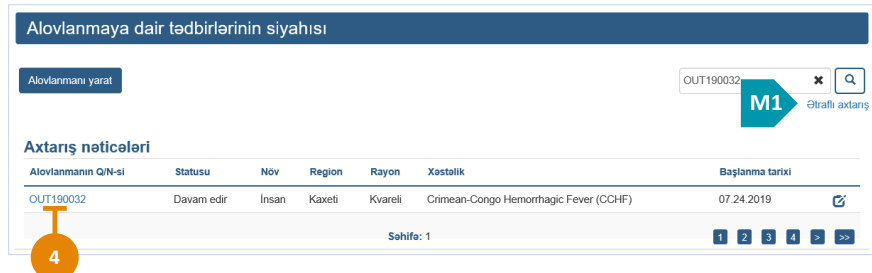 Alovlanmaya dair tədbirlərinin siyahısı
Alovlanmanı yarat
OUT190032
M1
Ətraflı axtarış
Axtarış nəticələri
Alovlanmanın Q/N-si Statusu Növ Region Rayon Xəstəlik Başlanma tarixi
OUT190032 Davam edir İnsan Kaxeti Kvareli Crimean-Congo Hemorrhagic Fever (CCHF) 07.24.2019
Səhifə: 1 1 2 3 4 > >>
4